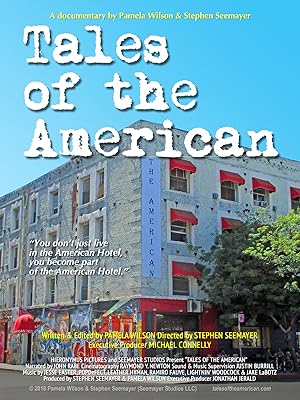 A documentary by Pamela Wilson & Stephen Seemayer
Tales
of the
American
THE AMERICAN
"You don't just live
in the American Hotel,
you become part
of the American Hotel."
Written & Edited by PAMELA WILSON Directed by STEPHEN SEEMAYER
Executive Producer MICHAEL CONNELLY
HIERONYMUS PICTURES and SEEMAYER STUDIOS Present "TALES OF THE AMERICAN"
Narrated by JOHN RABE Cinematography RAYMOND Y. NEWTON Sound & Music Supervision JUSTIN BURRILL
Produced by STEPHEN SEEMAYER & PAMELA WILSON Executive Producer JONATHAN JERALD
© 2018 Pamela Wilson & Stephen Seemayer (Seemayer Studios LLC)
talesoftheamerican.com